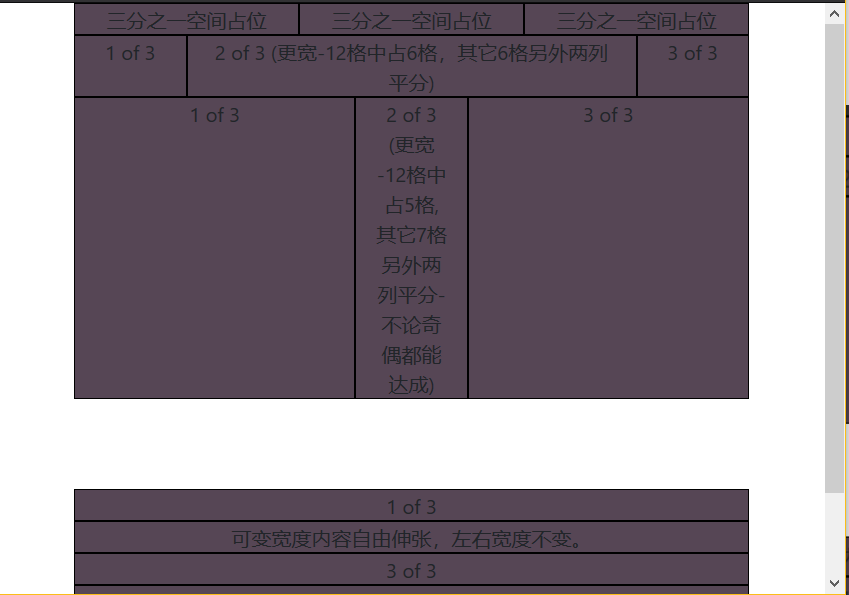 三分之一空间占位 三分之一空间占位 三分之一空间占位
1 of 3 2 of 3 (更宽-12格中占6格，其它6格另外两列 3 of 3
平分)
1 of 3 2 of 3 3 of 3
(更宽
-12格中
占5格,
其它7格
另外两
列平分-
不论奇
偶都能
达成)
1 of 3
可变宽度内容自由伸张，左右宽度不变。
3 of 3